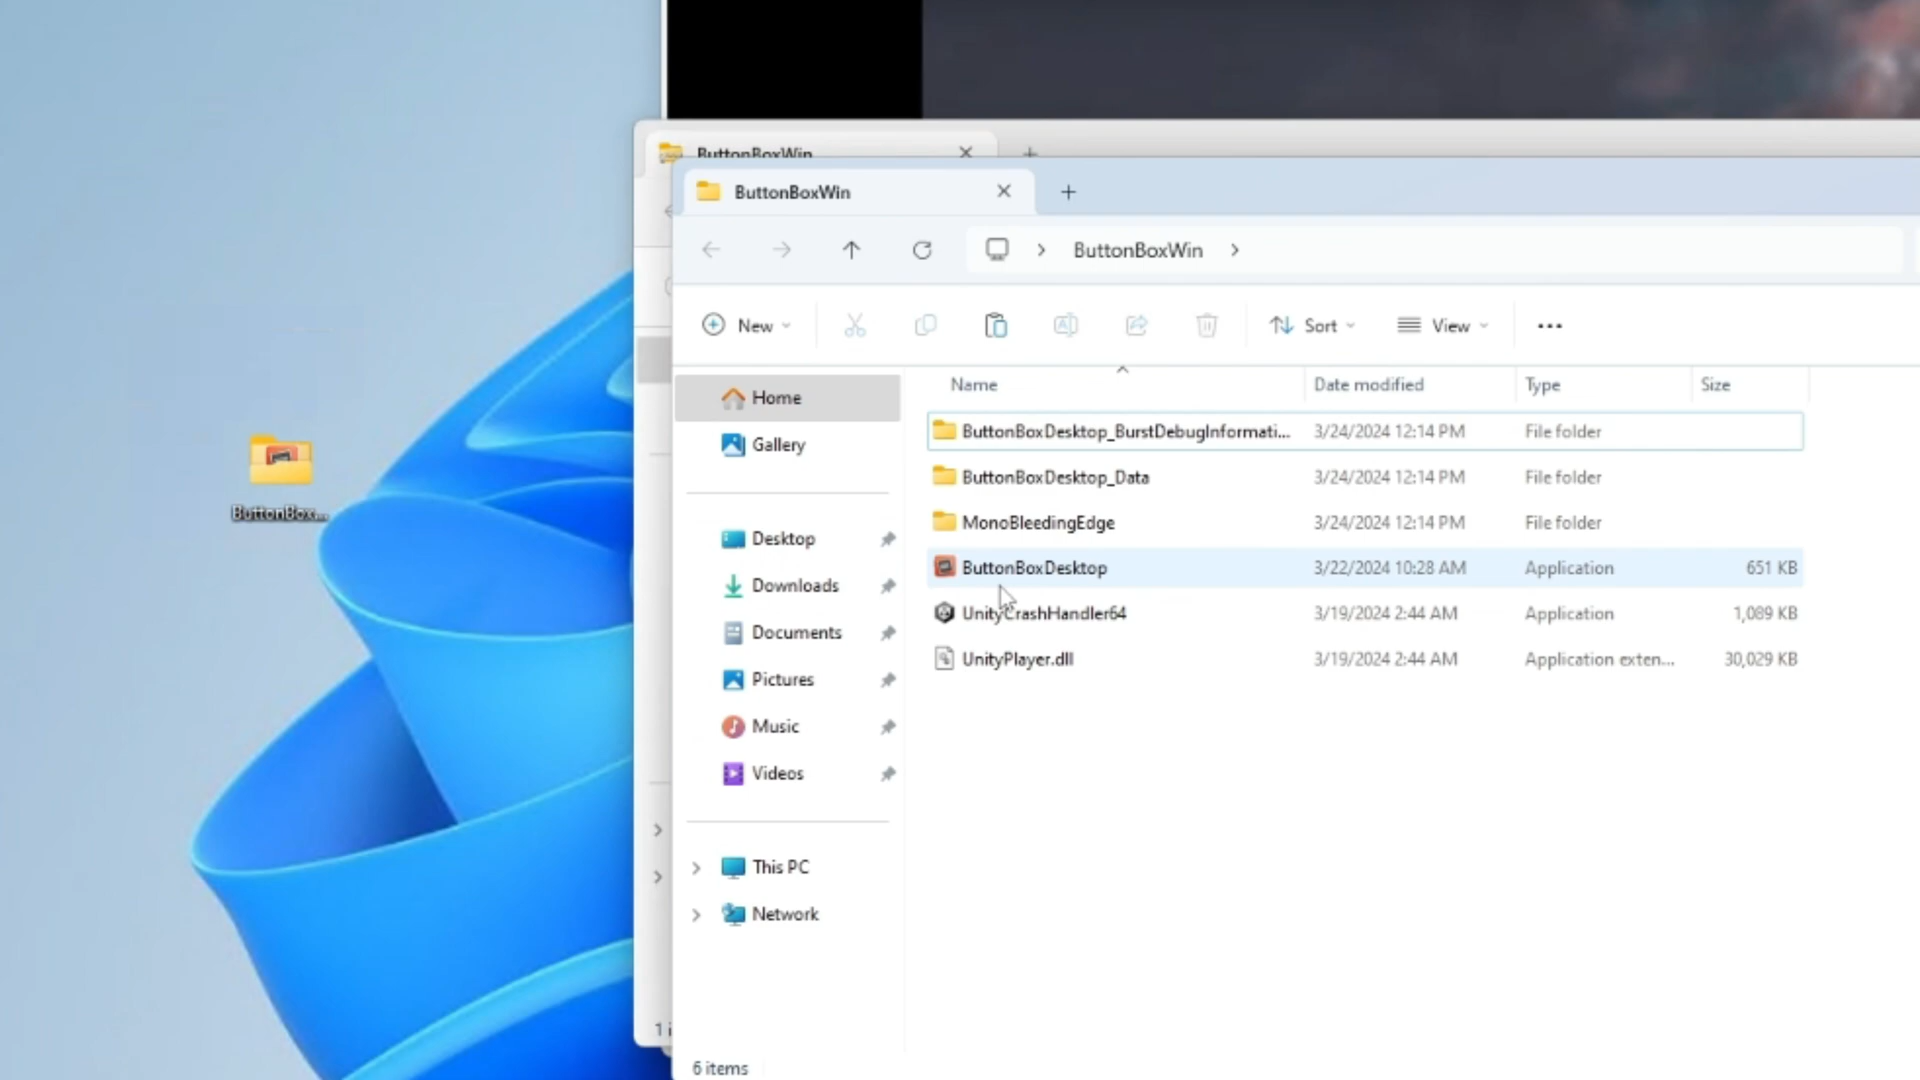 ButtonBoxWin
ButtonBoxWin
ButtonBoxWin
New
Sort
View
Name Date modified Type Size
Home
Gallery
Desktop
Downloads
Documents
Pictures
Music
Videos
This PC
Network
ButtonBoxDesktop_BurstDebugInformati... 3/24/2024 12:14 PM File folder
ButtonBoxDesktop_Data 3/24/2024 12:14 PM File folder
MonoBleedingEdge 3/24/2024 12:14 PM File folder
ButtonBoxDesktop 3/22/2024 10:28 AM Application 651 KB
UnityCrashHandler64 3/19/2024 2:44 AM Application 1,089 KB
UnityPlayer.dll 3/19/2024 2:44 AM Application exten... 30,029 KB
ButtonBox...
1 i
6 items